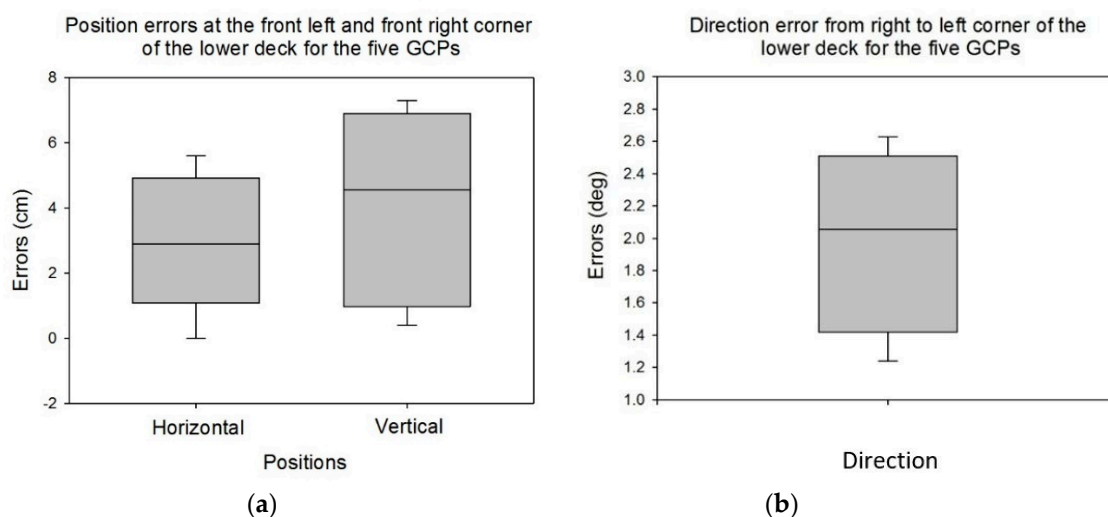 Position errors at the front left and front right corner
of the lower deck for the five GCPs
8
6
4
2
0
-2
Errors (cm)
Horizontal
Vertical
Positions
(a)
Direction error from right to left corner of the
lower deck for the five GCPs
3.0
2.8
2.6
2.4
2.2
2.0
1.8
1.6
1.4
1.2
1.0
Errors (deg)
Direction
(b)